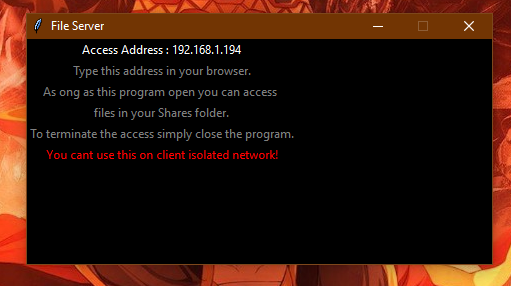 File Server
Access Address : 192.168.1.194
Type this address in your browser.
As ong as this program open you can access
files in your Shares folder.
To terminate the access simply close the program.
You cant use this on client isolated network!